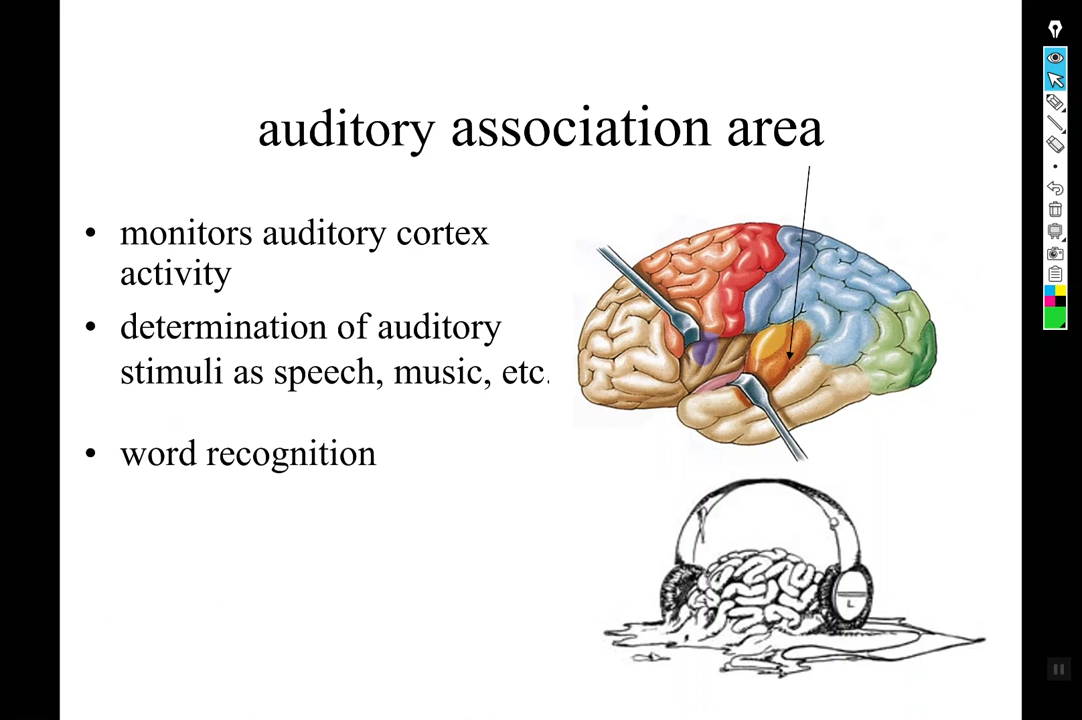 auditory association area
• monitors auditory cortex
activity
• determination of auditory
stimuli as speech, music, etc.
• word recognition
L